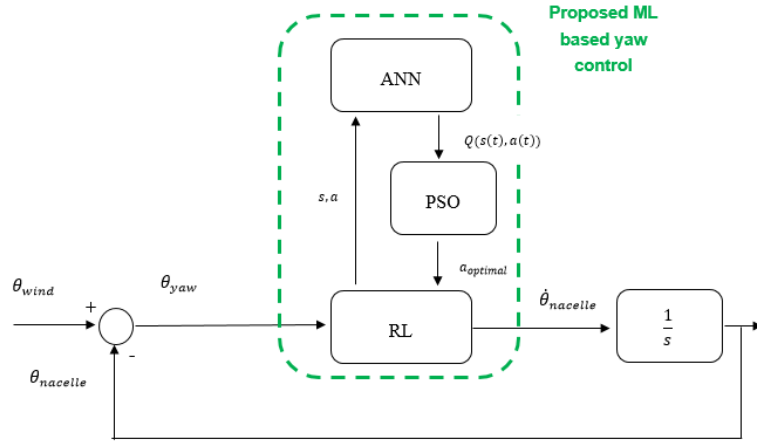 Proposed ML
based yaw
control
ANN
Q(s(t), a(t))
s, a
PSO
a_optimal
θ_wind
θ_yaw
θ̇_nacelle
+
RL
1
s
-
θ_nacelle